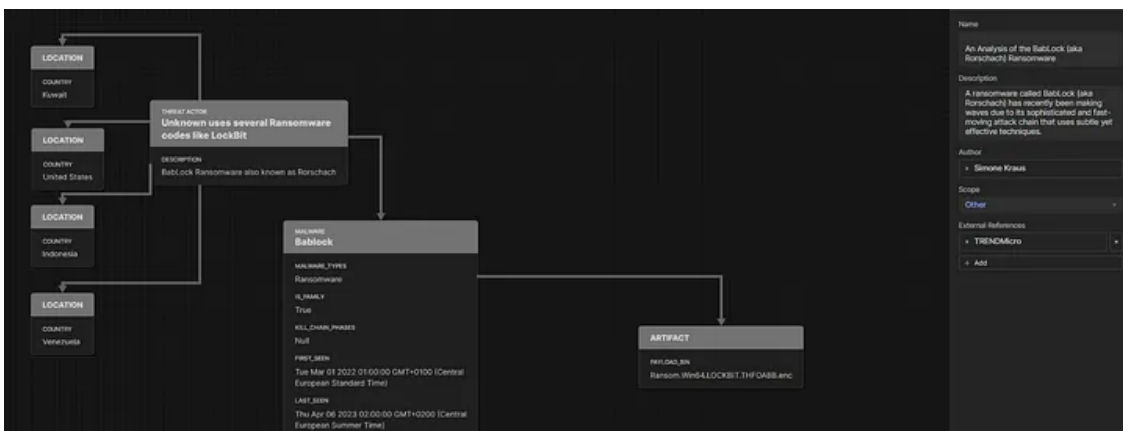 LOCATION
COUNTRY
Kuwait
LOCATION
COUNTRY
United States
LOCATION
COUNTRY
Indonesia
LOCATION
COUNTRY
Venezuela
THREAT ACTOR
Unknown uses several Ransomware
codes like LockBit
DESCRIPTION
BabLock Ransomware also known as Rorschach
MALWARE
Bablock
MALWARE_TYPES
Ransomware
IS_FAMILY
True
KILL_CHAIN_PHASES
Null
FIRST_SEEN
Tue Mar 01 2022 01:00:00 GMT+0100 (Central
European Standard Time)
LAST_SEEN
Thu Apr 06 2023 02:00:00 GMT+0200 (Central
European Summer Time)
ARTIFACT
PAYLOAD_BIN
Ransom.Win64.LOCKBIT.THFOABB.enc
Name
An Analysis of the BabLock (aka
Rorschach) Ransomware
Description
A ransomware called BabLock (aka
Rorschach) has recently been making
waves due to its sophisticated and fast-
moving attack chain that uses subtle yet
effective techniques.
Author
Simone Kraus
Scope
Other
External References
TRENDMicro
+ Add